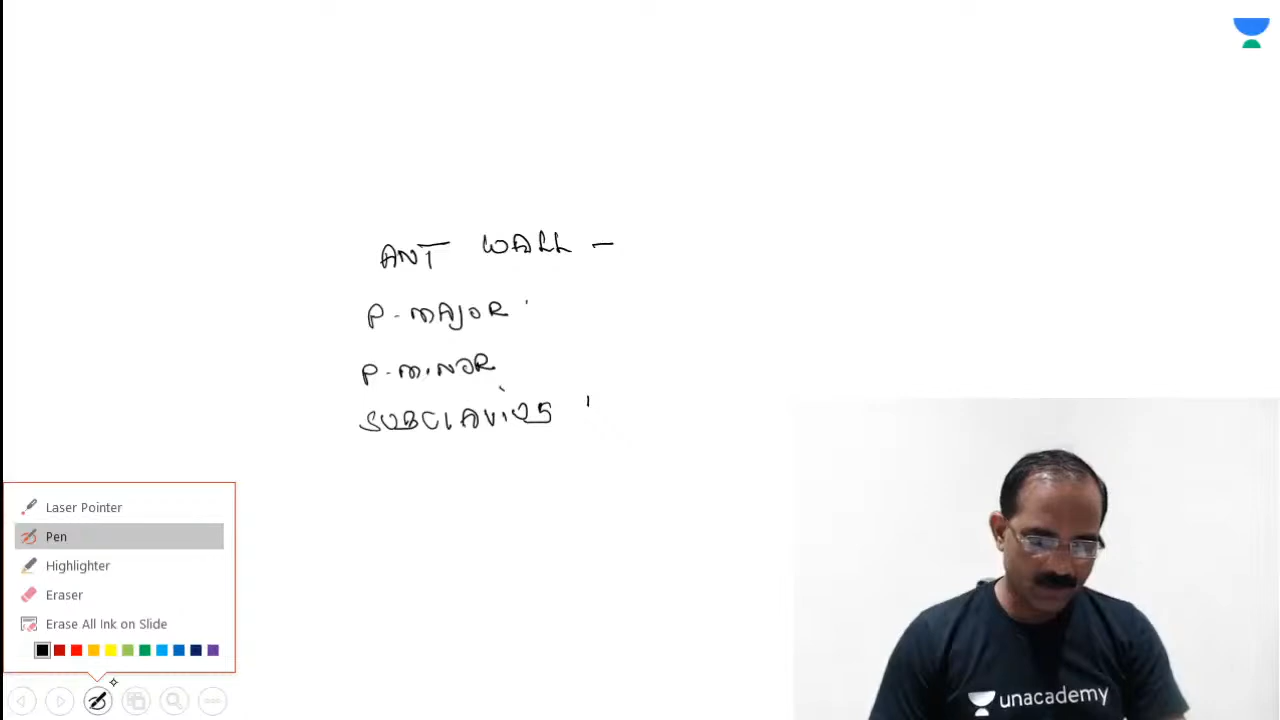 ANT WALL -
P. MAJOR
P. MINOR
SUBCLAVIUS
Laser Pointer
Pen
Highlighter
Eraser
Erase All Ink on Slide
unacademy